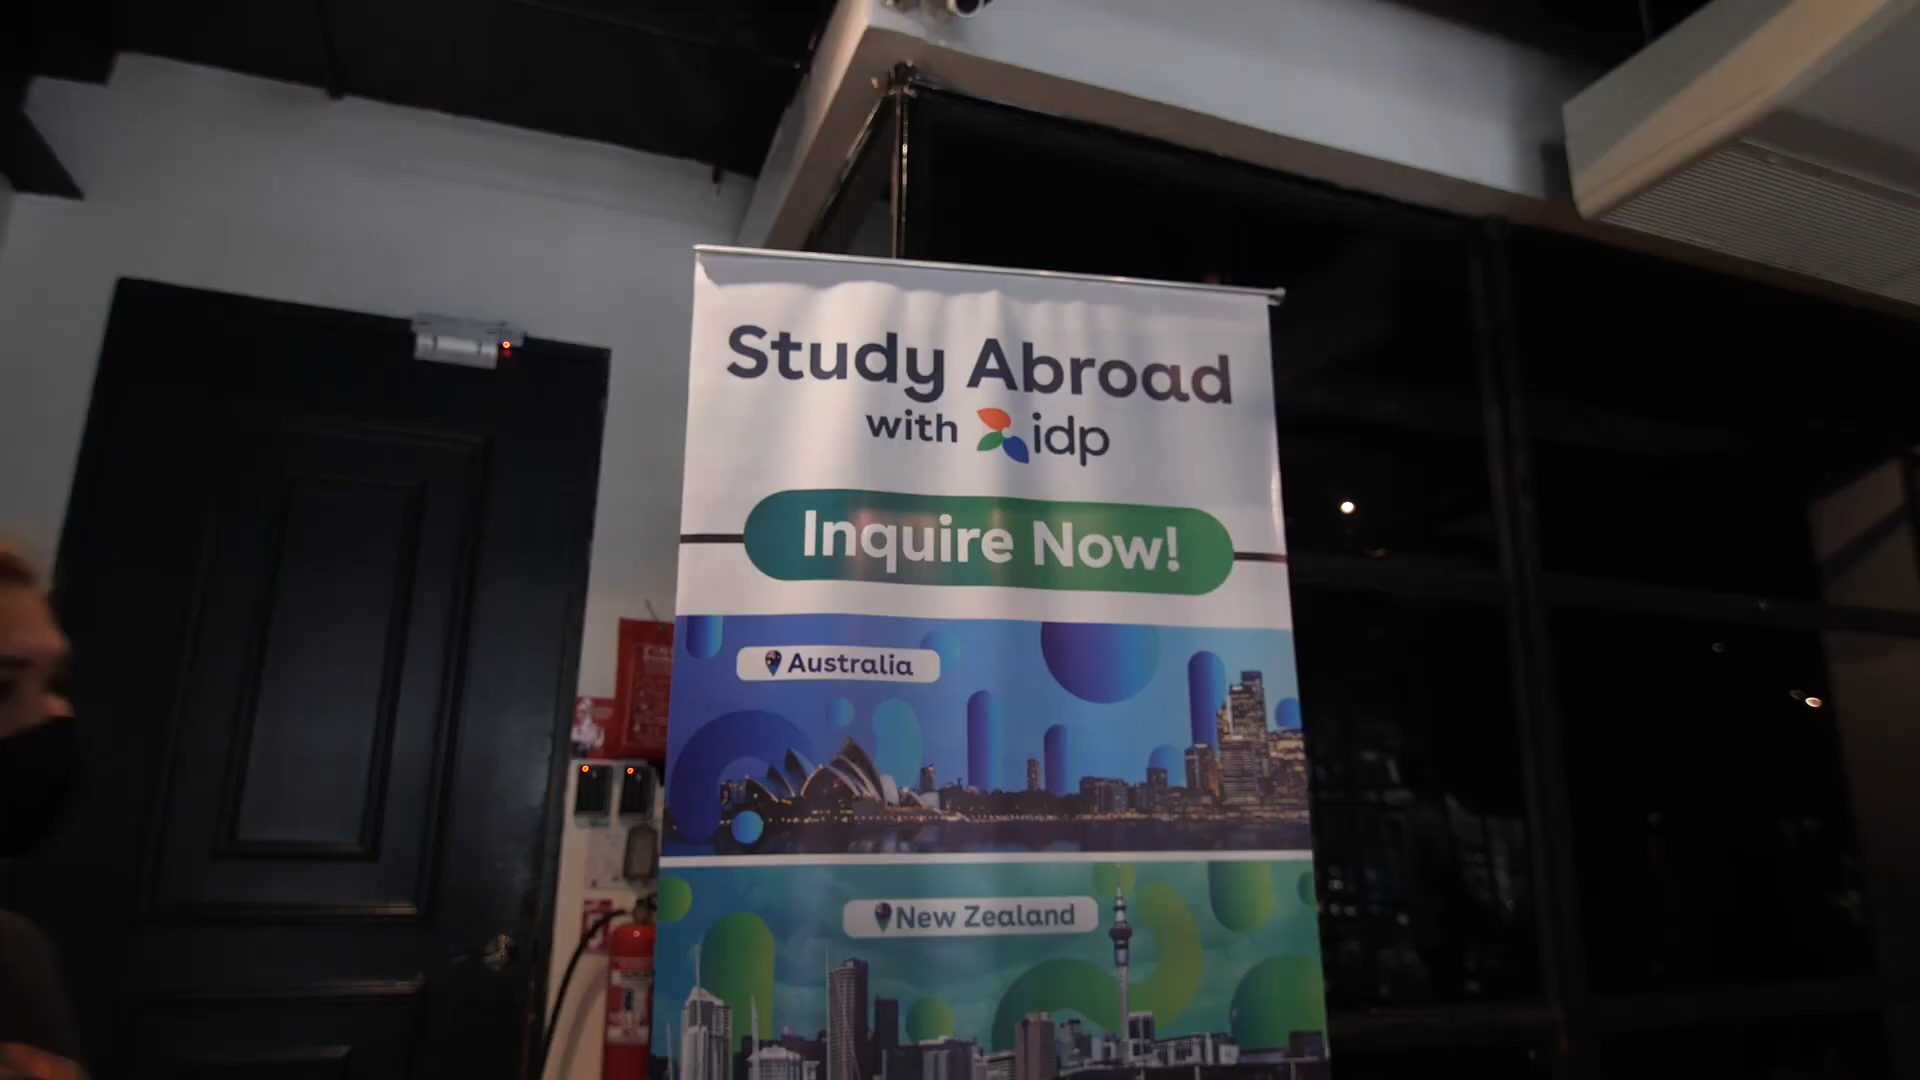 Study Abroad
with idp
Inquire Now!
Australia
New Zealand